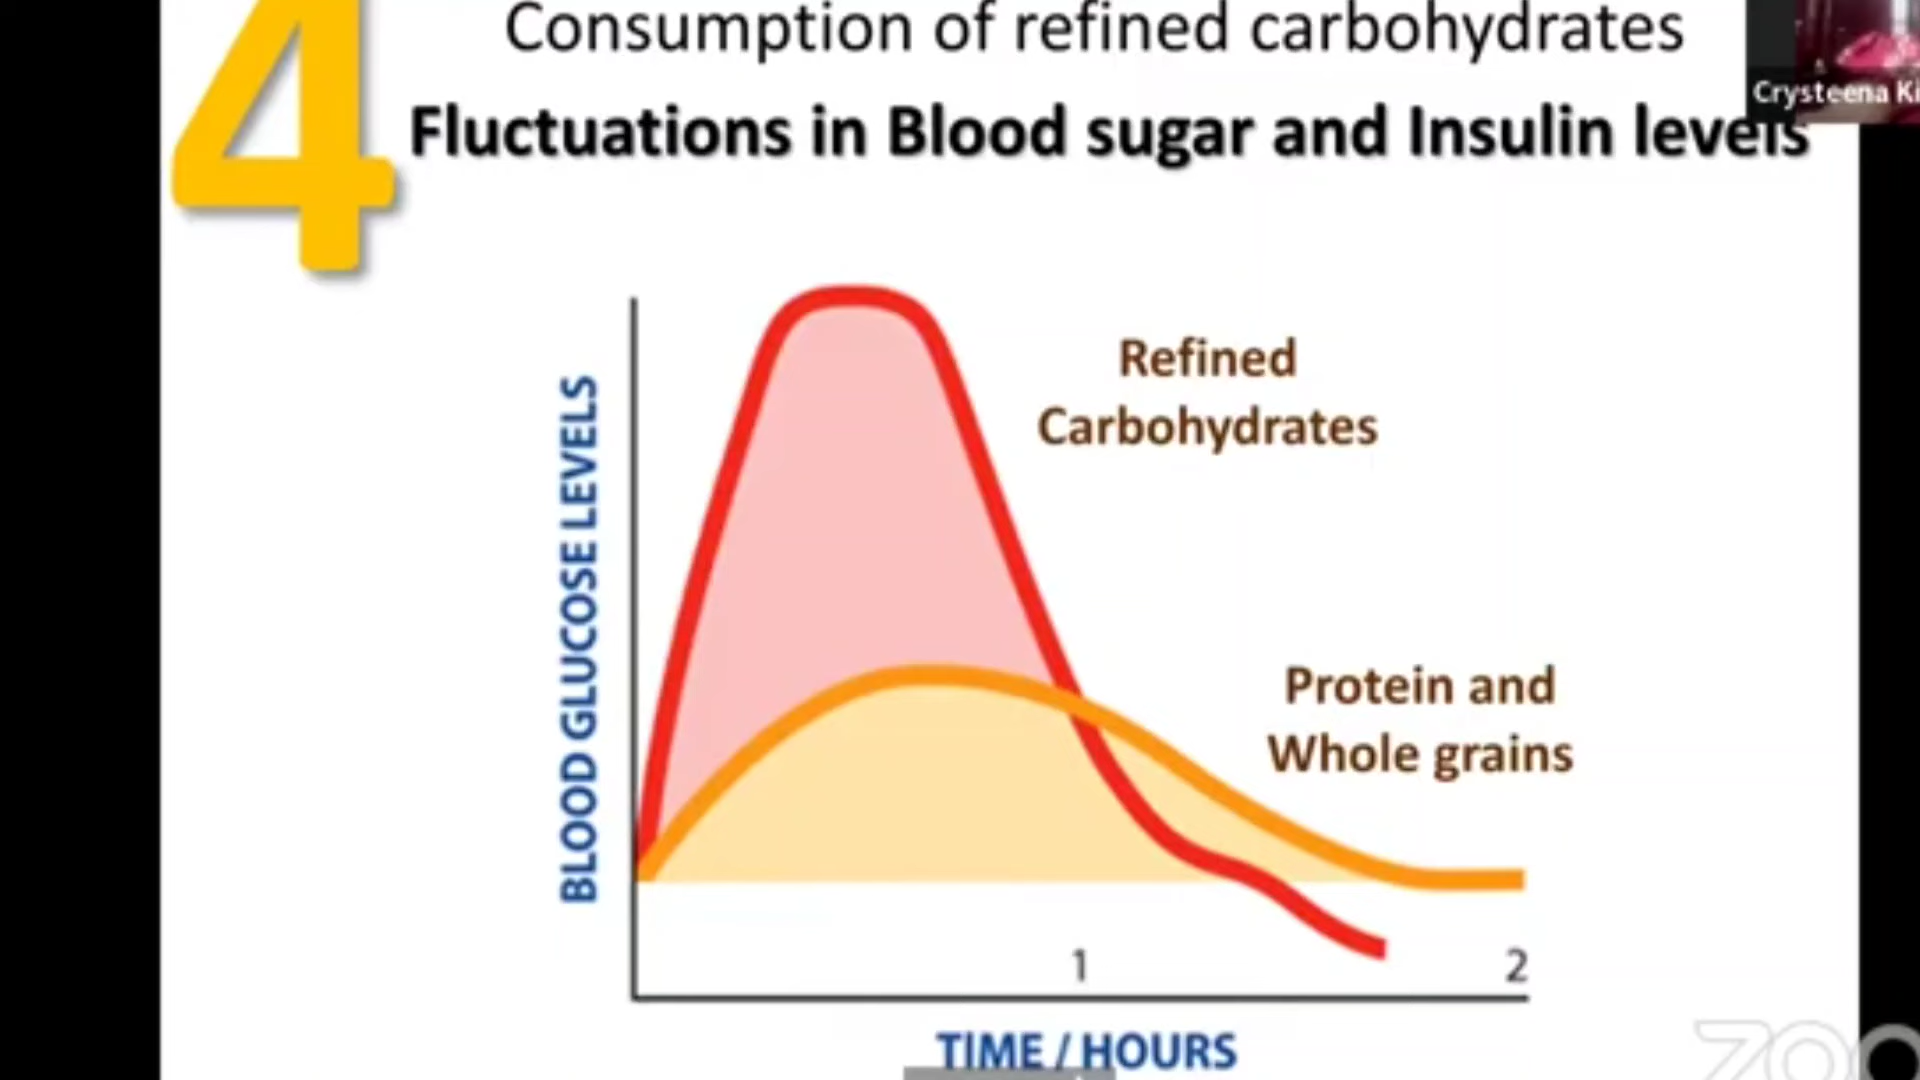 4
Consumption of refined carbohydrates
Fluctuations in Blood sugar and Insulin levels
Crysteena
Refined
Carbohydrates
BLOOD GLUCOSE LEVELS
Protein and
Whole grains
1
2
TIME / HOURS